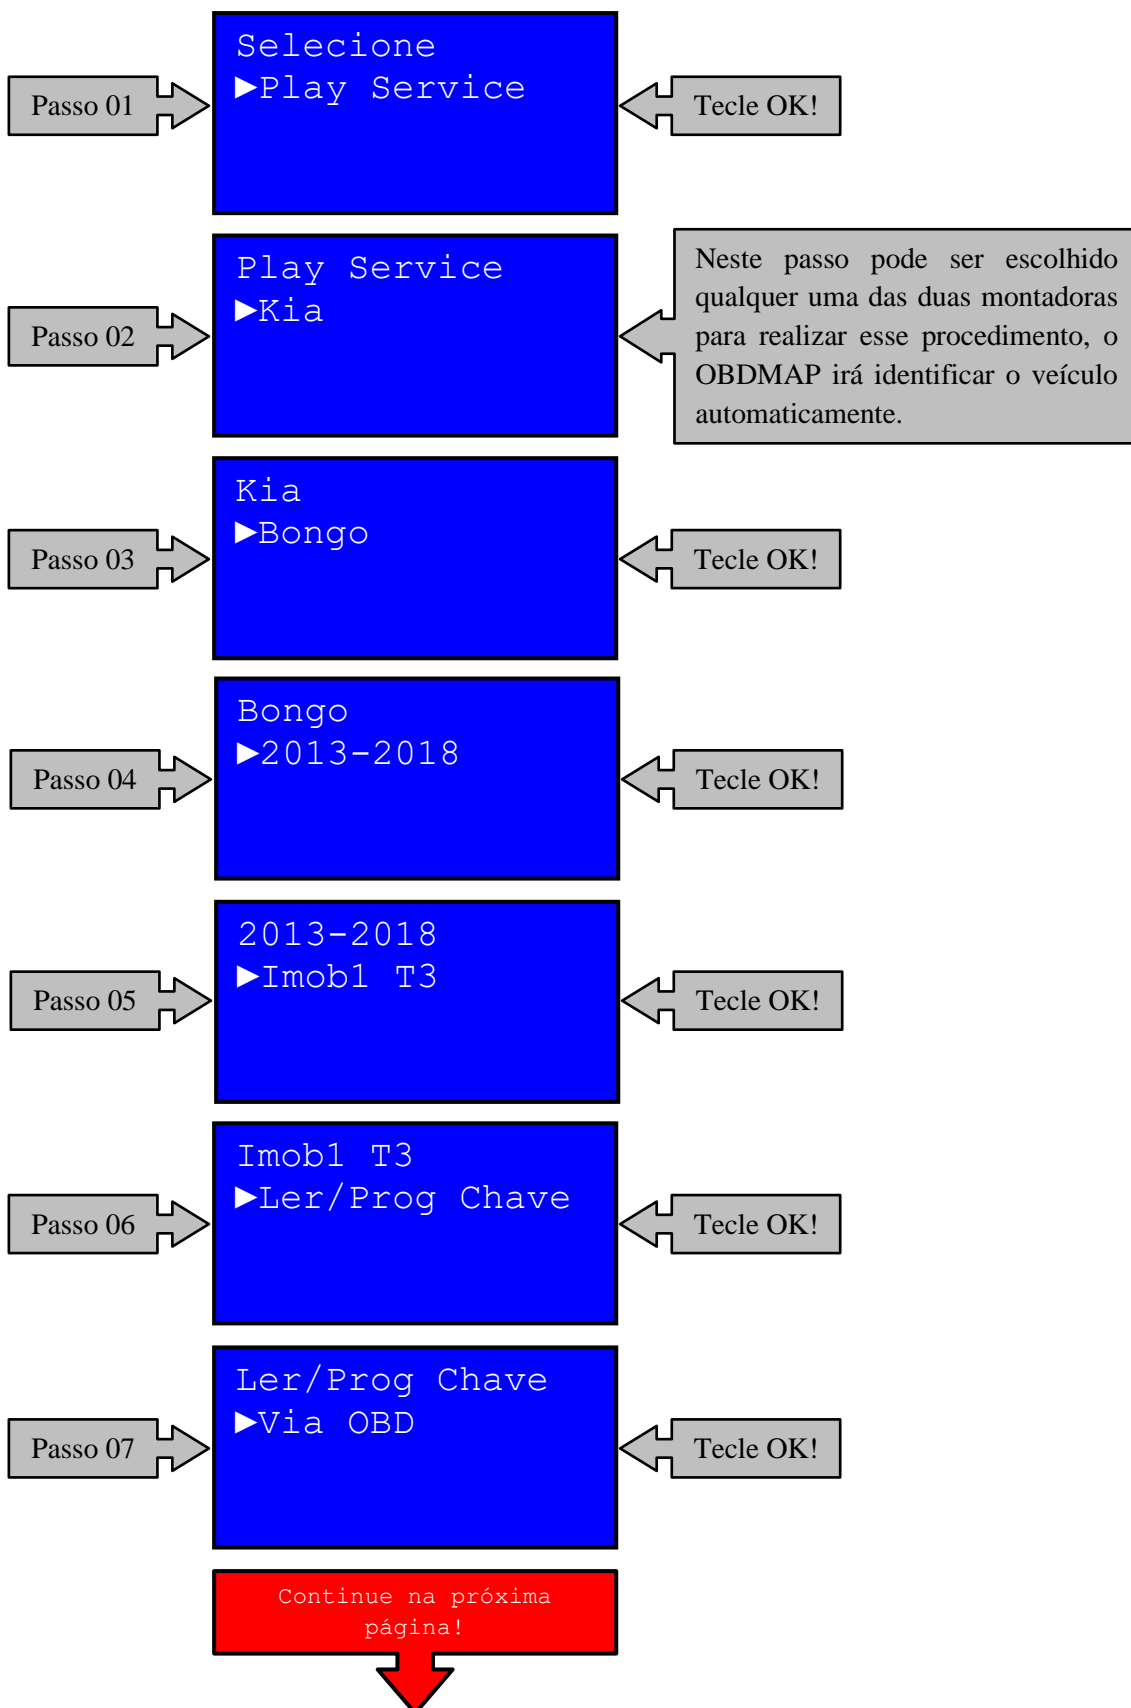 Selecione
►Play Service
Passo 01
Tecle OK!
Play Service
►Kia
Passo 02
Neste passo pode ser escolhido
qualquer uma das duas montadoras
para realizar esse procedimento, o
OBDMAP irá identificar o veículo
automaticamente.
Kia
►Bongo
Passo 03
Tecle OK!
Bongo
►2013-2018
Passo 04
Tecle OK!
2013-2018
►Imob1 T3
Passo 05
Tecle OK!
Imob1 T3
►Ler/Prog Chave
Passo 06
Tecle OK!
Ler/Prog Chave
►Via OBD
Passo 07
Tecle OK!
Continue na próxima
página!